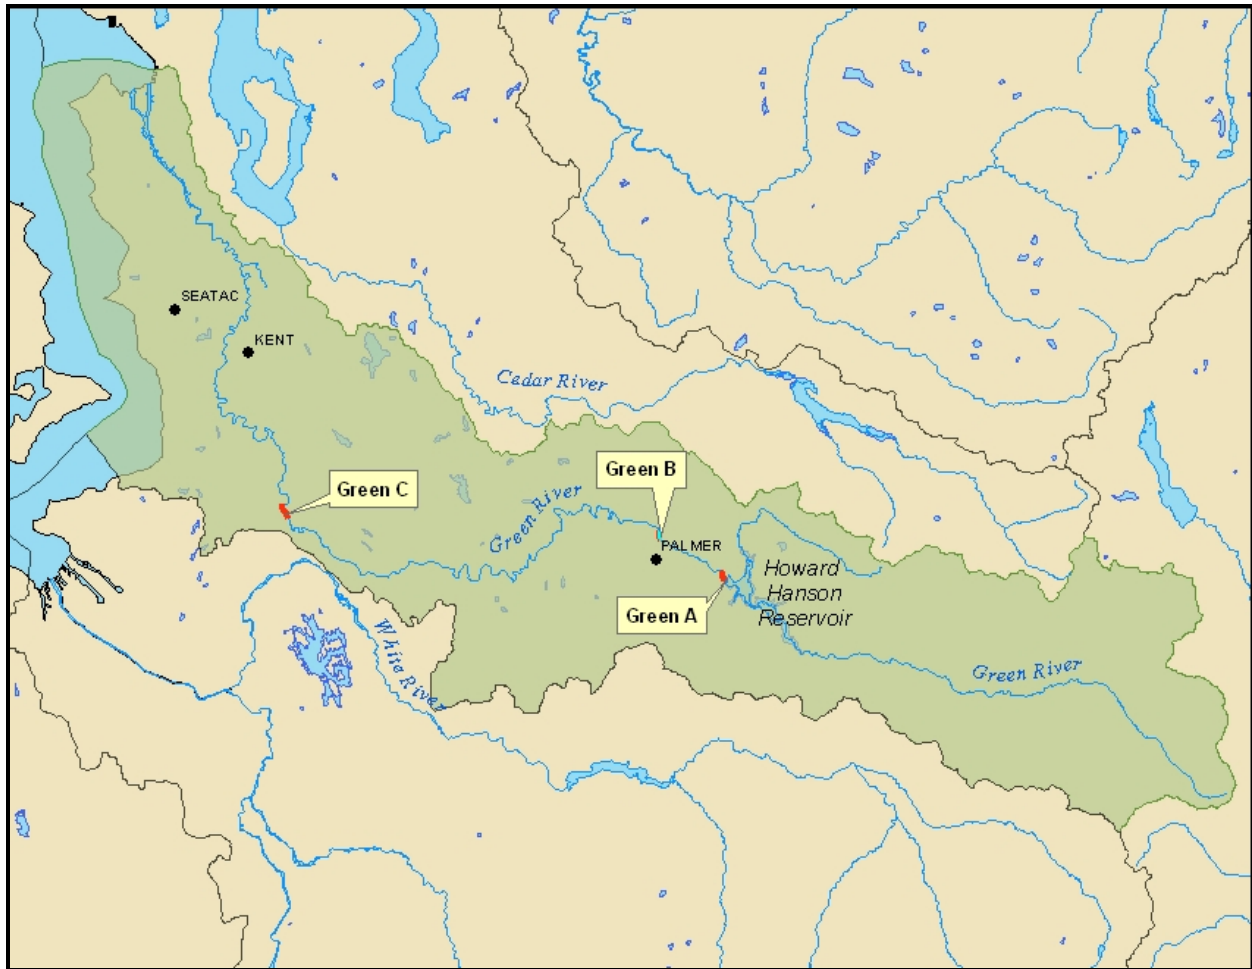 SEATAC
KENT
Cedar River
Green B
Green C
Green River
PALMER
Howard
Hanson
Reservoir
Green A
White River
Green River